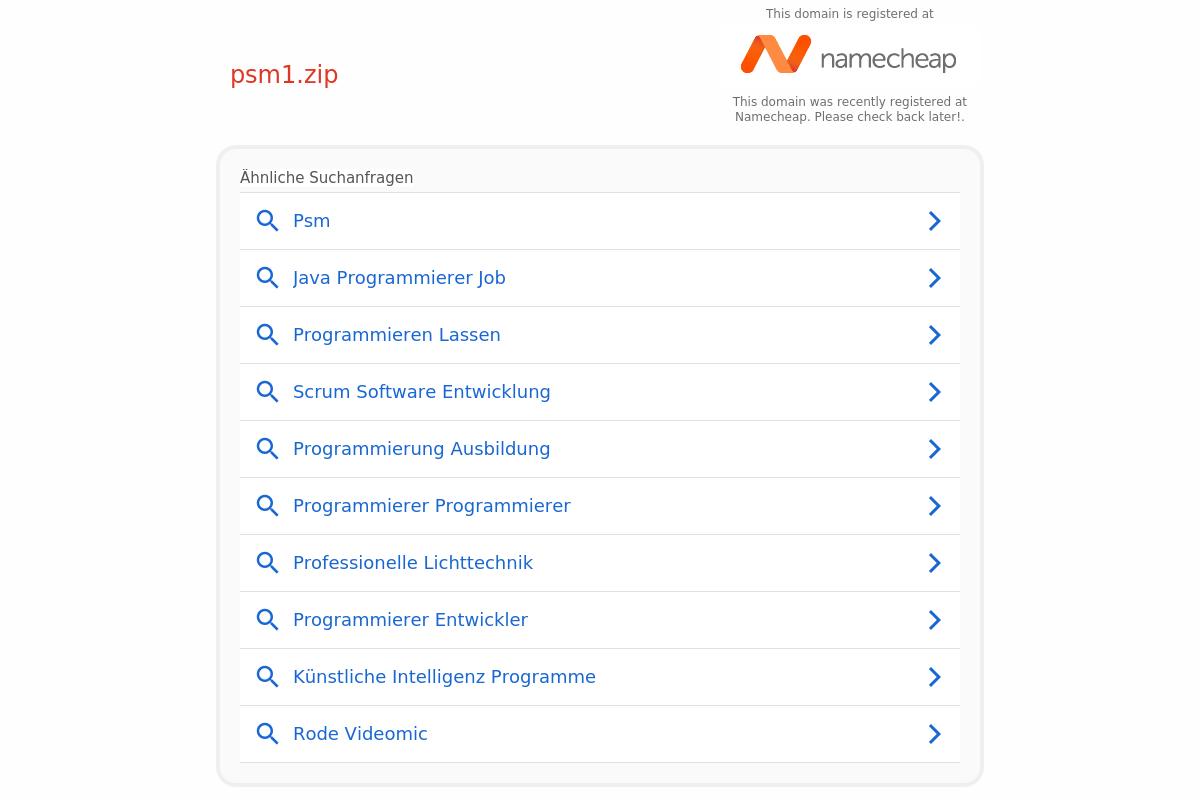 This domain is registered at
namecheap
psm1.zip
This domain was recently registered at
Namecheap. Please check back later!.
Ähnliche Suchanfragen
Psm
Java Programmierer Job
Programmieren Lassen
Scrum Software Entwicklung
Programmierung Ausbildung
Programmierer Programmierer
Professionelle Lichttechnik
Programmierer Entwickler
Künstliche Intelligenz Programme
Rode Videomic